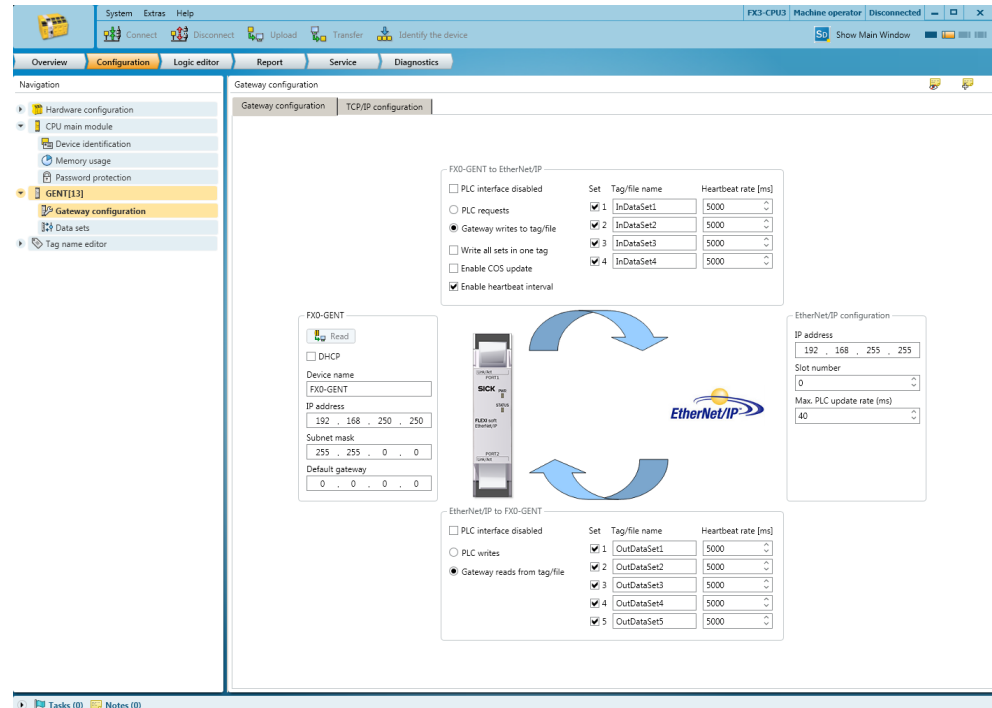 System Extras Help
FX3-CPU3 Machine operator Disconnected
Connect Disconnect Upload Transfer Identify the device
SD Show Main Window
Overview Configuration Logic editor Report Service Diagnostics
Navigation
Gateway configuration
Hardware configuration
CPU main module
Device identification
Memory usage
Password protection
GENT[13]
Gateway configuration
Data sets
Tag name editor
Gateway configuration TCP/IP configuration
FX0-GENT to EtherNet/IP
PLC interface disabled
PLC requests
Gateway writes to tag/file
Write all sets in one tag
Enable COS update
Enable heartbeat interval
Set Tag/file name Heartbeat rate [ms]
1 InDataSet1 5000
2 InDataSet2 5000
3 InDataSet3 5000
4 InDataSet4 5000
FX0-GENT
Read
DHCP
Device name
FX0-GENT
IP address
192 . 168 . 250 . 250
Subnet mask
255 . 255 . 0 . 0
Default gateway
0 . 0 . 0 . 0
PORT1
SICK
STATUS
FLEXI soft
EtherNet/IP
PORT2
EtherNet/IP
EtherNet/IP configuration
IP address
192 . 168 . 255 . 255
Slot number
0
Max. PLC update rate (ms)
40
EtherNet/IP to FX0-GENT
PLC interface disabled
PLC writes
Gateway reads from tag/file
Set Tag/file name Heartbeat rate [ms]
1 OutDataSet1 5000
2 OutDataSet2 5000
3 OutDataSet3 5000
4 OutDataSet4 5000
5 OutDataSet5 5000
Tasks (0) Notes (0)